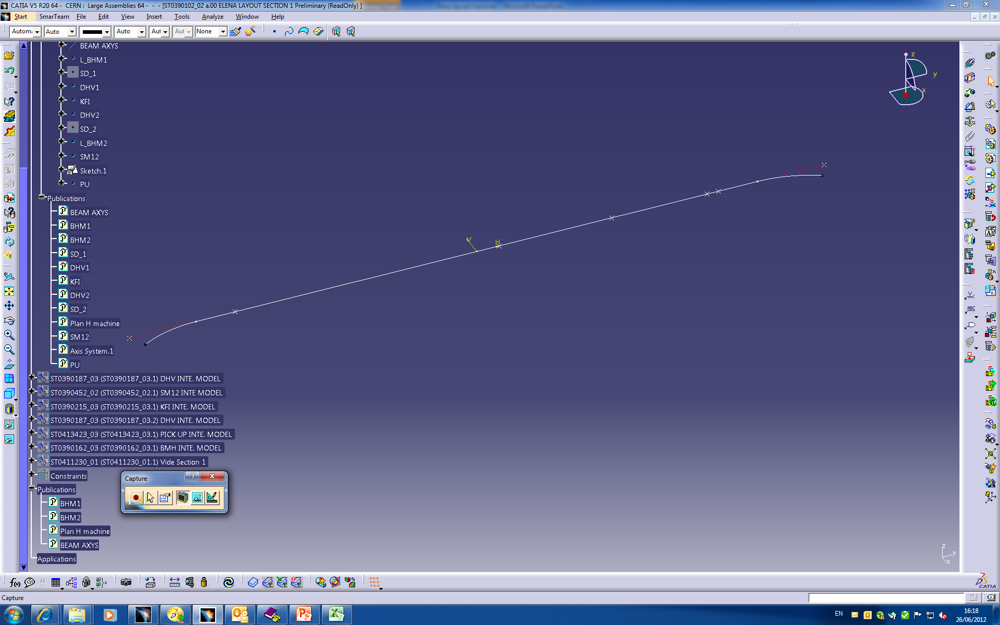 CATIA V5 R20 64 - CERN : Large Assemblies 64 - - - [ST0390102_02 a.00 ELENA LAYOUT SECTION 1 Preliminary (ReadOnly) ]
Start SmarTeam File Edit View Insert Tools Analyze Window Help
Autom Auto Auto Aut Aut None
BEAM AXYS
L_BHM1
SD_1
DHV1
KFI
DHV2
SD_2
L_BHM2
SM12
Sketch.1
PU
Publications
BEAM AXYS
BHM1
BHM2
SD_1
DHV1
KFI
DHV2
SD_2
Plan H machine
SM12
Axis System.1
PU
ST0390187_03 (ST0390187_03.1) DHV INTE. MODEL
ST0390452_02 (ST0390452_02.1) SM12 INTE MODEL
ST0390215_03 (ST0390215_03.1) KFI INTE. MODEL
ST0390187_03 (ST0390187_03.2) DHV INTE. MODEL
ST0413423_03 (ST0413423_03.1) PICK UP INTE. MODEL
ST0390162_03 (ST0390162_03.1) BMH INTE. MODEL
ST0411230_01 (ST0411230_01.1) Vide Section 1
Constraints
Publications
BHM1
BHM2
Plan H machine
BEAM AXYS
Applications
V H
z
y
x
z
y
x
Capture
ABC
f(x)
CATIA
Capture
EN
16:18
26/06/2012